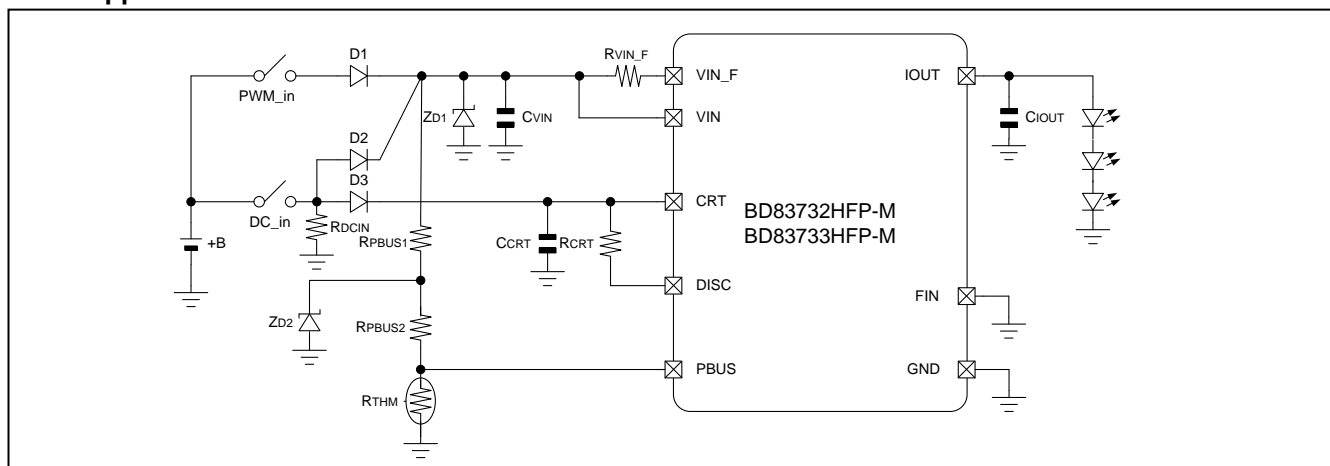 D1
RVIN_F
VIN_F
IOUT
PWM_in
ZD1
CVIN
VIN
CIOUT
D2
D3
CRT
BD83732HFP-M
BD83733HFP-M
DC_in
RDCIN
+B
RPBUS1
CCRT
RCRT
DISC
FIN
ZD2
RPBUS2
PBUS
GND
RTHM